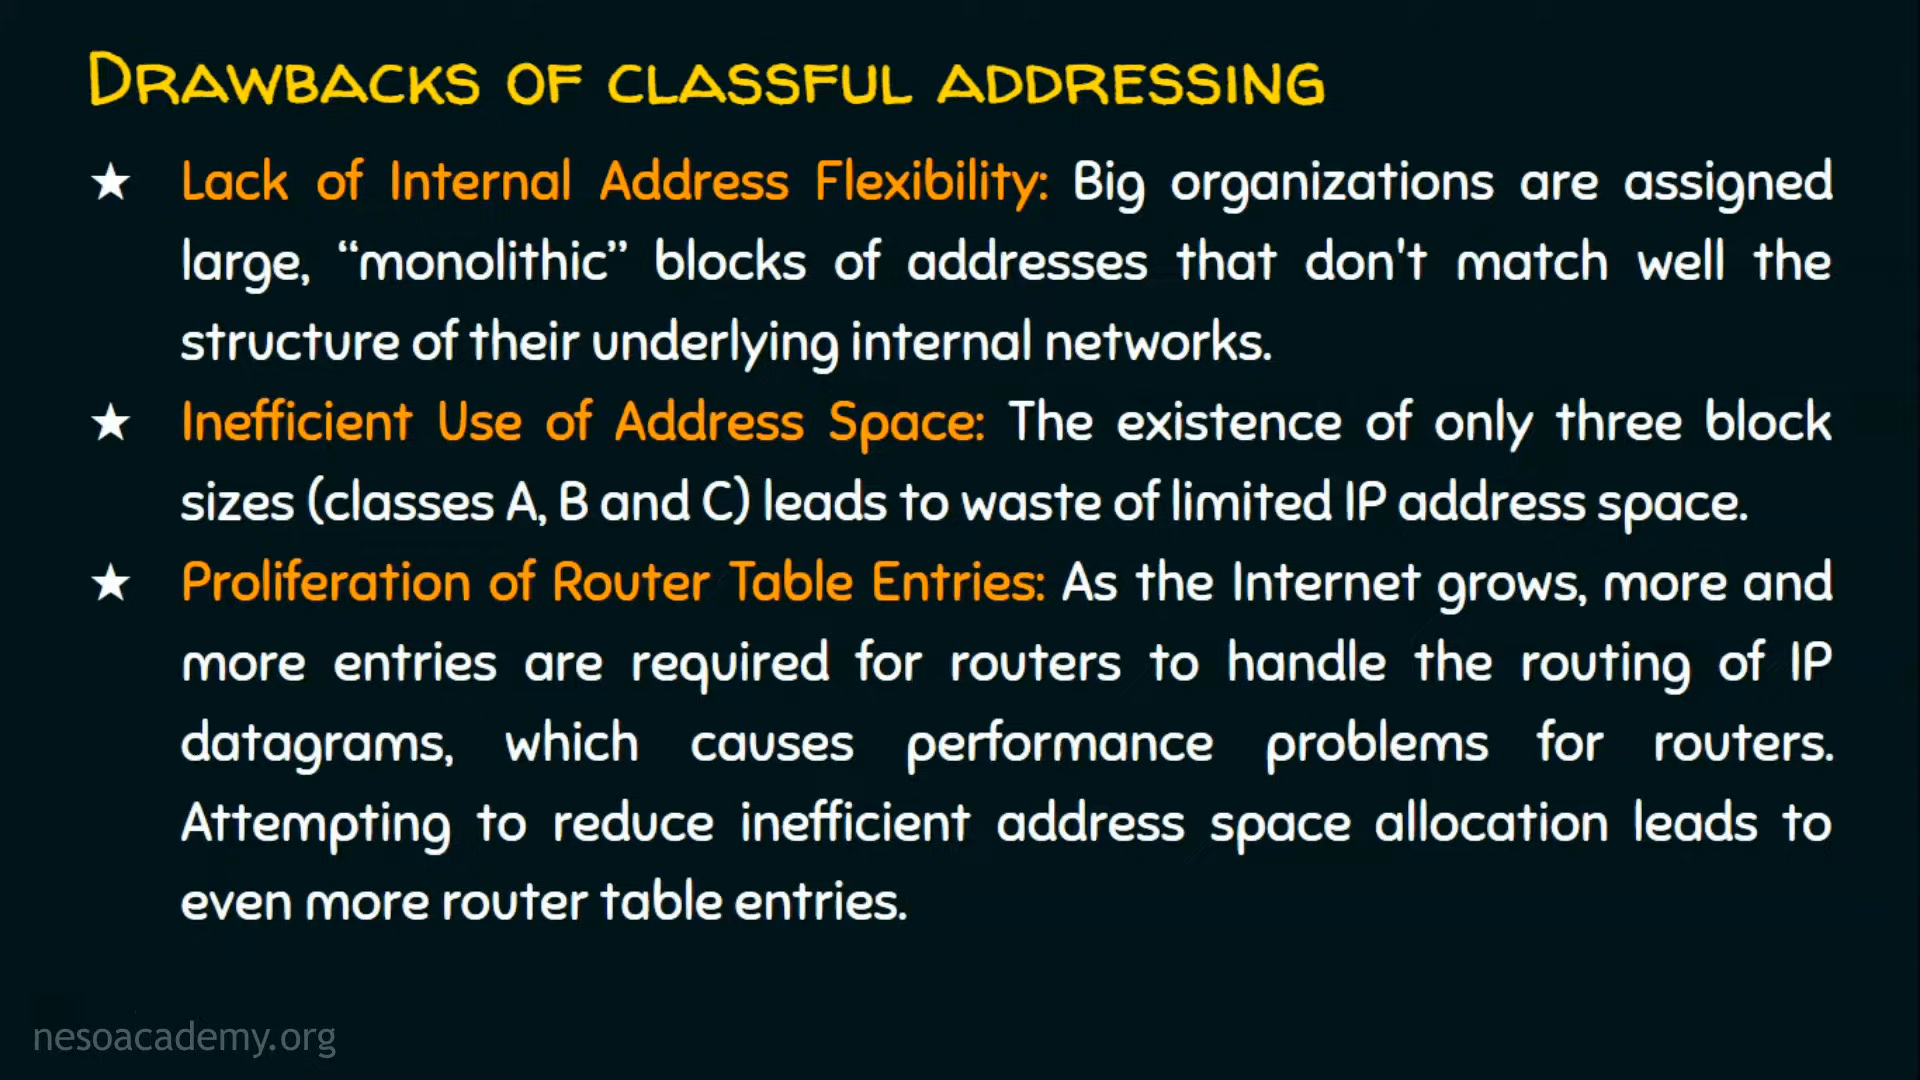 DRAWBACKS OF CLASSFUL ADDRESSING
★ Lack of Internal Address Flexibility: Big organizations are assigned
large, “monolithic” blocks of addresses that don't match well the
structure of their underlying internal networks.
★ Inefficient Use of Address Space: The existence of only three block
sizes (classes A, B and C) leads to waste of limited IP address space.
★ Proliferation of Router Table Entries: As the Internet grows, more and
more entries are required for routers to handle the routing of IP
datagrams, which causes performance problems for routers.
Attempting to reduce inefficient address space allocation leads to
even more router table entries.
nesoacademy.org